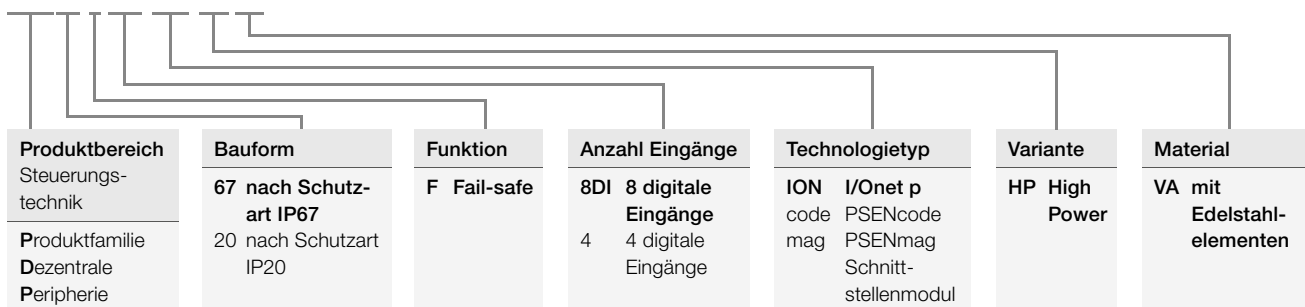 Produktbereich
Steuerungs-
technik
Produktfamilie
Dezentrale
Peripherie
Bauform
67 nach Schutz-
art IP67
20 nach Schutzart
IP20
Funktion
F Fail-safe
Anzahl Eingänge
8DI 8 digitale
Eingänge
4 4 digitale
Eingänge
Technologietyp
ION I/Onet p
code PSENcode
mag PSENmag
Schnitt-
stellenmodul
Variante
HP High
Power
Material
VA mit
Edelstahl-
elementen